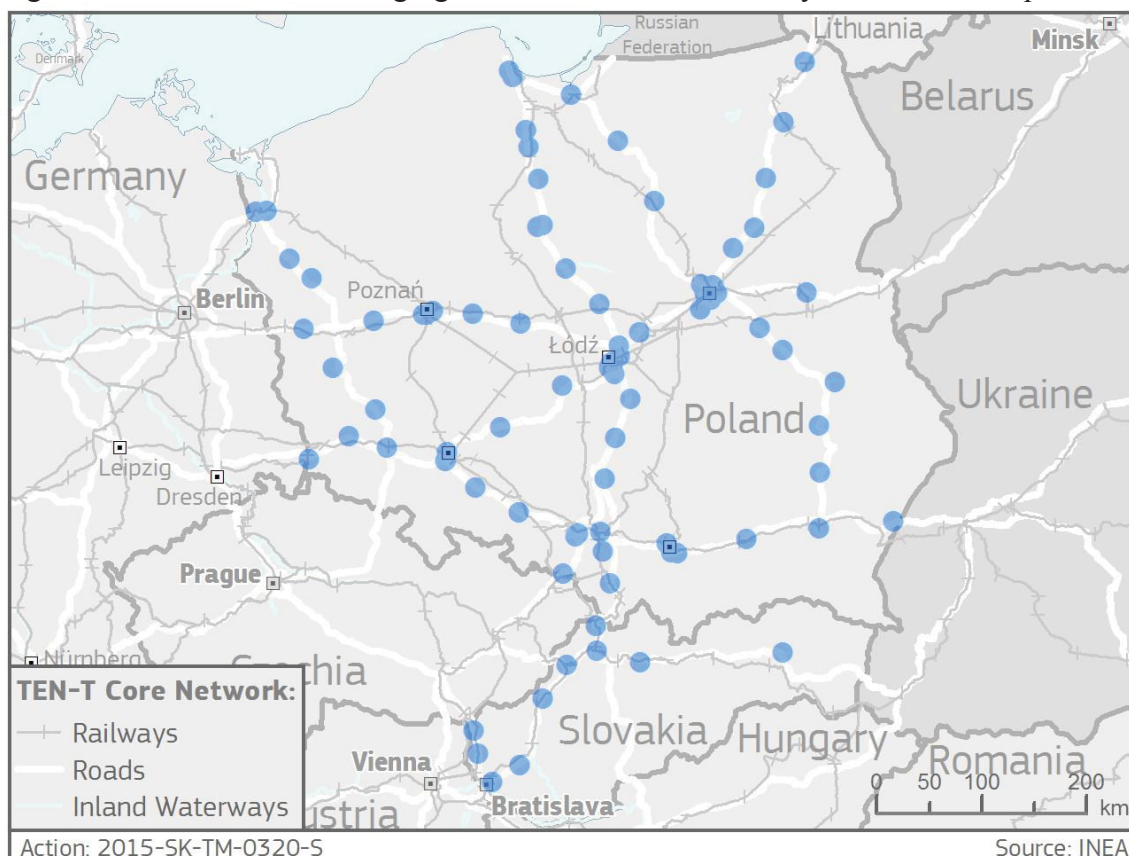 Russian
Federation
Lithuania
Minsk
Denmark
Belarus
Germany
Berlin
Poznań
Łódź
Poland
Ukraine
Leipzig
Dresden
Prague
Nürnberg
TEN-T Core Network:
Railways
Roads
Inland Waterways
Slovakia
Hungary
Romania
Vienna
Bratislava
0 50 100 200
km
Action: 2015-SK-TM-0320-S
Source: INEA